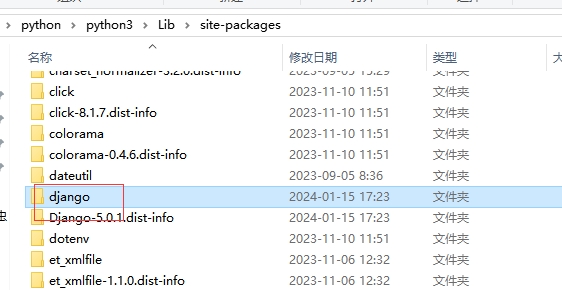 python › python3 › Lib › site-packages
名称 修改日期 类型 大
charset_normalizer-3.2.0.dist-info 2023-09-05 15:29 文件夹
click 2023-11-10 11:51 文件夹
click-8.1.7.dist-info 2023-11-10 11:51 文件夹
colorama 2023-11-10 11:51 文件夹
colorama-0.4.6.dist-info 2023-11-10 11:51 文件夹
dateutil 2023-09-05 8:36 文件夹
django 2024-01-15 17:23 文件夹
Django-5.0.1.dist-info 2024-01-15 17:23 文件夹
dotenv 2023-11-10 11:51 文件夹
et_xmlfile 2023-11-06 12:32 文件夹
et_xmlfile-1.1.0.dist-info 2023-11-06 12:32 文件夹